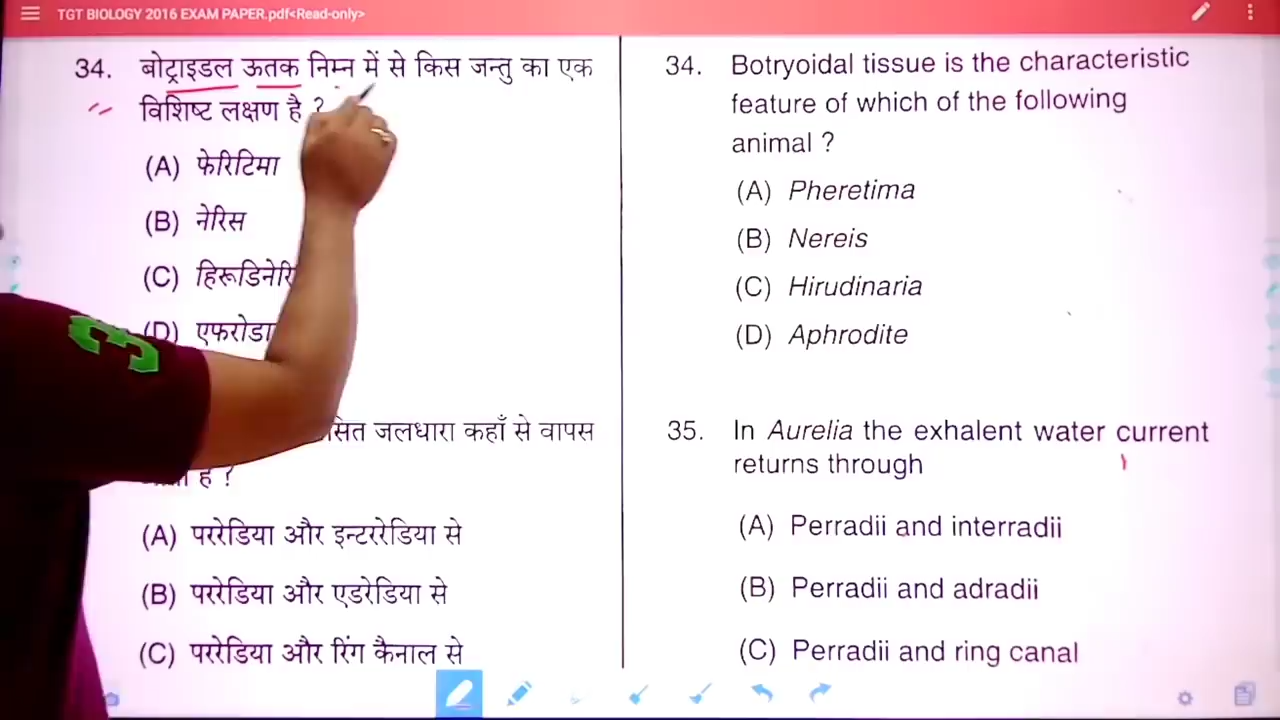 TGT BIOLOGY 2016 EXAM PAPER.pdf<Read-only>
34. बोट्राइडल ऊतक निम्न में से किस जन्तु का एक
विशिष्ट लक्षण है ?
(A) फेरिटिमा
(B) नेरिस
(C) हिरूडिनेरि
(D) एफरोडा
जलधारा कहाँ से वापस
है ?
(A) पररेडिया और इन्टररेडिया से
(B) पररेडिया और एडरेडिया से
(C) पररेडिया और रिंग कैनाल से
34. Botryoidal tissue is the characteristic
feature of which of the following
animal ?
(A) Pheretima
(B) Nereis
(C) Hirudinaria
(D) Aphrodite
35. In Aurelia the exhalent water current
returns through
(A) Perradii and interradii
(B) Perradii and adradii
(C) Perradii and ring canal
3